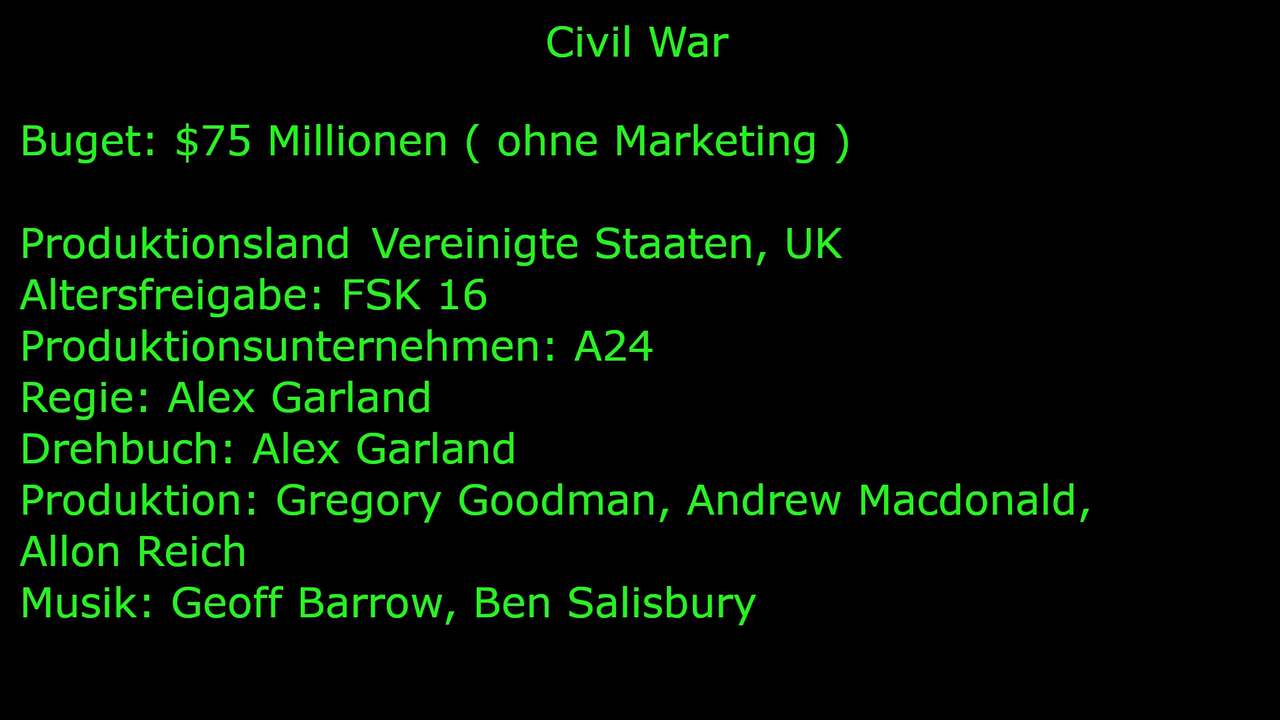 Civil War
Buget: $75 Millionen ( ohne Marketing )
Produktionsland Vereinigte Staaten, UK
Altersfreigabe: FSK 16
Produktionsunternehmen: A24
Regie: Alex Garland
Drehbuch: Alex Garland
Produktion: Gregory Goodman, Andrew Macdonald,
Allon Reich
Musik: Geoff Barrow, Ben Salisbury